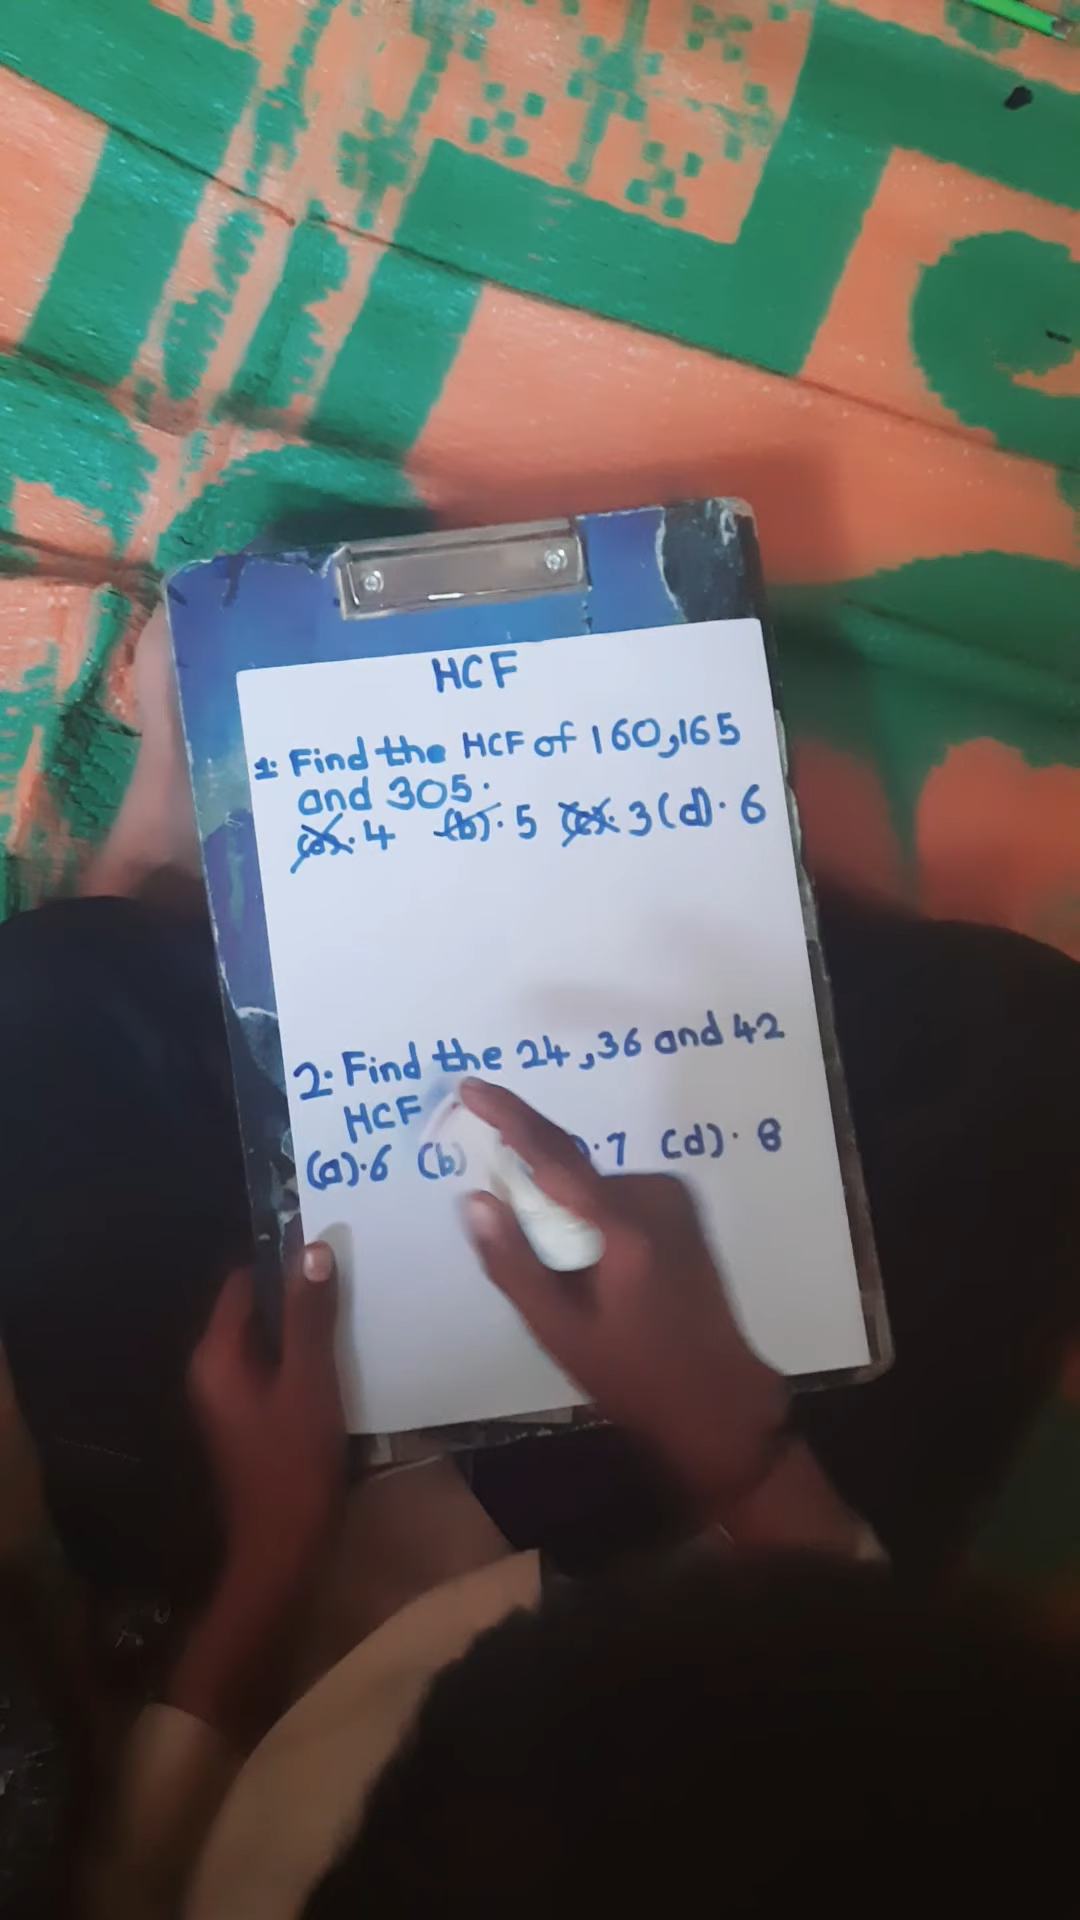 HCF
1. Find the HCF of 160,165
and 305.
(a). 4 (b). 5 (c). 3 (d). 6
2. Find the 24,36 and 42
HCF
(a).6 (b) .7 (d). 8